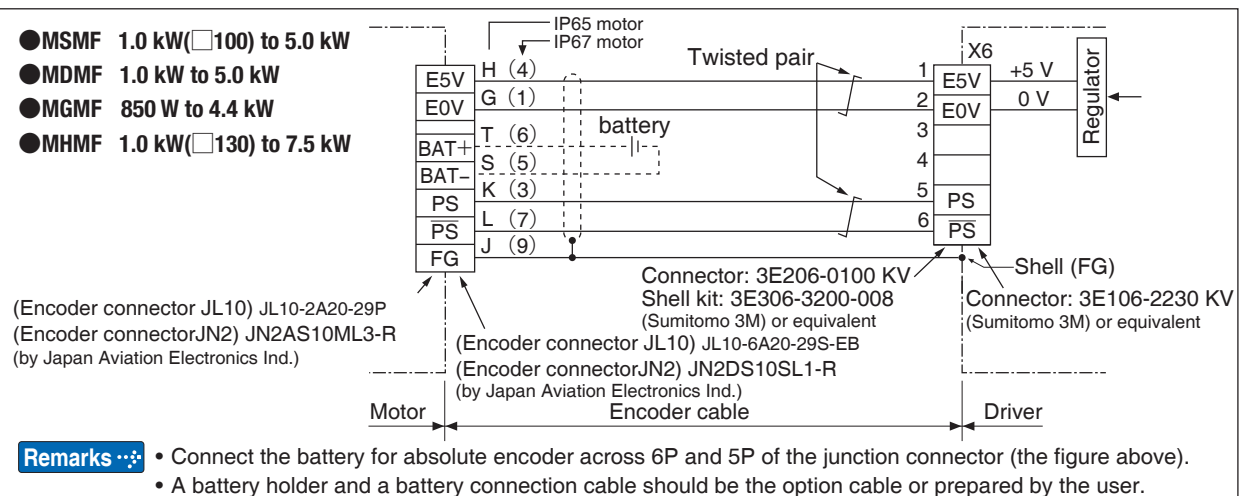 ●MSMF 1.0 kW(□100) to 5.0 kW
●MDMF 1.0 kW to 5.0 kW
●MGMF 850 W to 4.4 kW
●MHMF 1.0 kW(□130) to 7.5 kW
IP65 motor
IP67 motor
Twisted pair
X6
E5V H (4) 1 E5V +5 V
E0V G (1) 2 E0V 0 V
Regulator
T (6) battery 3
BAT+
S (5) 4
BAT−
K (3) 5
PS PS
L (7) 6
P̅S̅ P̅S̅
J (9)
FG
Shell (FG)
Connector: 3E206-0100 KV
Shell kit: 3E306-3200-008
(Sumitomo 3M) or equivalent
Connector: 3E106-2230 KV
(Sumitomo 3M) or equivalent
(Encoder connector JL10) JL10-2A20-29P
(Encoder connectorJN2) JN2AS10ML3-R
(by Japan Aviation Electronics Ind.)
(Encoder connector JL10) JL10-6A20-29S-EB
(Encoder connectorJN2) JN2DS10SL1-R
(by Japan Aviation Electronics Ind.)
Motor Encoder cable Driver
Remarks • Connect the battery for absolute encoder across 6P and 5P of the junction connector (the figure above).
• A battery holder and a battery connection cable should be the option cable or prepared by the user.